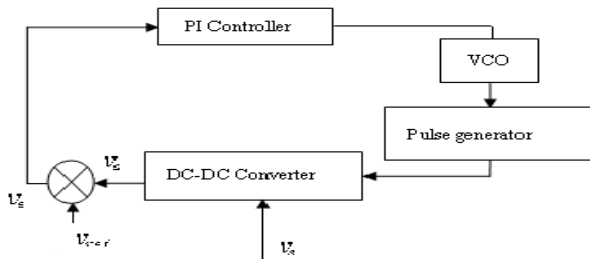 PI Controller
VCO
Pulse generator
DC-DC Converter